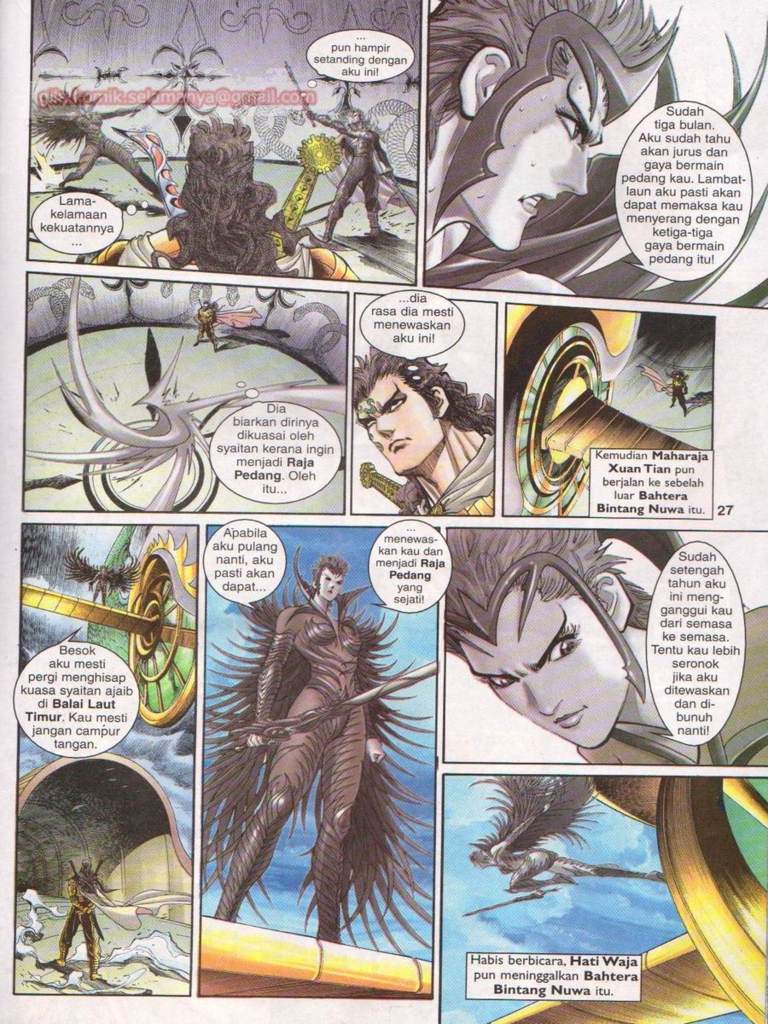 pun hampir
setanding dengan
aku ini!
glis.komik.selamanya@gmail.com
Lama-
kelamaan
kekuatannya
...
Sudah
tiga bulan.
Aku sudah tahu
akan jurus dan
gaya bermain
pedang kau. Lambat-
laun aku pasti akan
dapat memaksa kau
menyerang dengan
ketiga-tiga
gaya bermain
pedang itu!
Dia
biarkan dirinya
dikuasai oleh
syaitan kerana ingin
menjadi Raja
Pedang. Oleh
itu...
...dia
rasa dia mesti
menewaskan
aku ini!
Kemudian Maharaja
Xuan Tian pun
berjalan ke sebelah
luar Bahtera
Bintang Nuwa itu.
27
Besok
aku mesti
pergi menghisap
kuasa syaitan ajaib
di Balai Laut
Timur. Kau mesti
jangan campur
tangan.
Apabila
aku pulang
nanti, aku
pasti akan
dapat...
...
menewas-
kan kau dan
menjadi Raja
Pedang
yang
sejati!
Sudah
setengah
tahun aku
ini meng-
ganggui kau
dari semasa
ke semasa.
Tentu kau lebih
seronok
jika aku
ditewaskan
dan di-
bunuh
nanti!
Habis berbicara, Hati Waja
pun meninggalkan Bahtera
Bintang Nuwa itu.